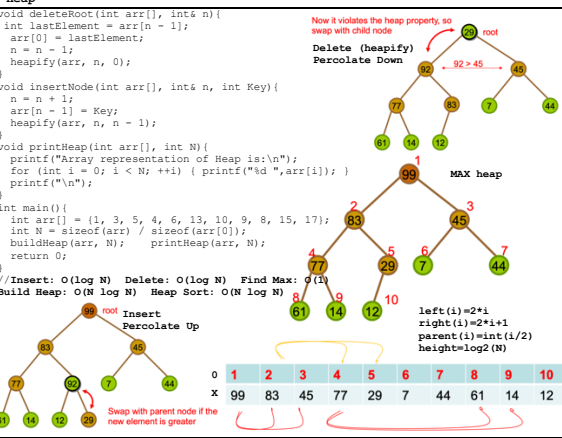 heap
void deleteRoot(int arr[], int& n){
int lastElement = arr[n - 1];
arr[0] = lastElement;
n = n - 1;
heapify(arr, n, 0);
}
void insertNode(int arr[], int& n, int Key){
n = n + 1;
arr[n - 1] = Key;
heapify(arr, n, n - 1);
}
void printHeap(int arr[], int N){
printf("Array representation of Heap is:\n");
for (int i = 0; i < N; ++i) { printf("%d ",arr[i]); }
printf("\n");
}
int main(){
int arr[] = {1, 3, 5, 4, 6, 13, 10, 9, 8, 15, 17};
int N = sizeof(arr) / sizeof(arr[0]);
buildHeap(arr, N); printHeap(arr, N);
return 0;
}
//Insert: O(log N) Delete: O(log N) Find Max: O(1)
Build Heap: O(N log N) Heap Sort: O(N log N)
Now it violates the heap property, so
swap with child node
29 root
Delete (heapify)
Percolate Down
92 92 > 45 45
77 83 7 44
61 14 12
MAX heap
1
99
2 3
83 45
4 5 6 7
77 29 7 44
8 9 10
61 14 12
left(i)=2*i
right(i)=2*i+1
parent(i)=int(i/2)
height=log2(N)
99 root Insert
Percolate Up
83 45
77 92 7 44
61 14 12 29
Swap with parent node if the
new element is greater
0 1 2 3 4 5 6 7 8 9 10
X 99 83 45 77 29 7 44 61 14 12